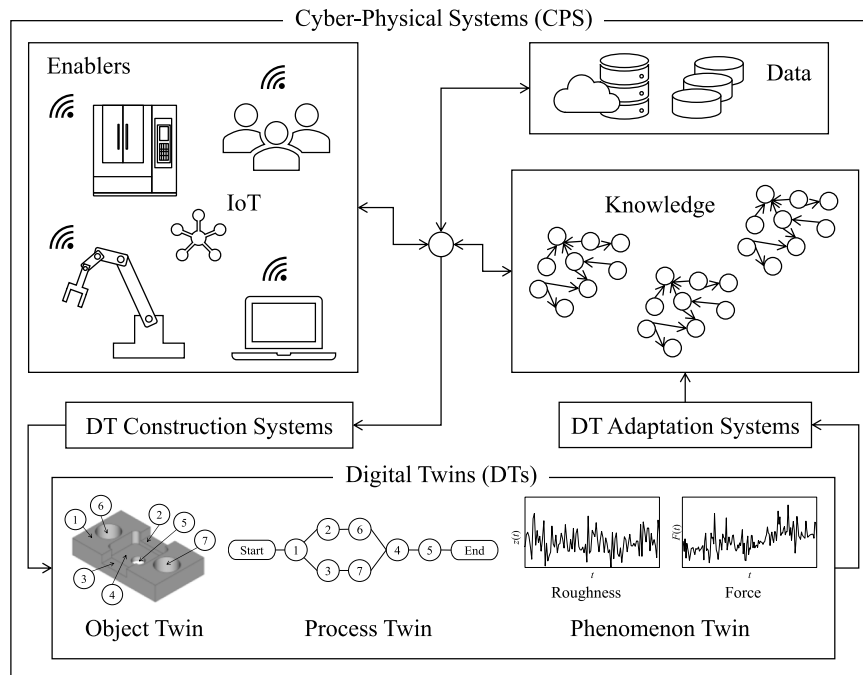 Cyber-Physical Systems (CPS)
Enablers
IoT
Data
Knowledge
DT Construction Systems
DT Adaptation Systems
Digital Twins (DTs)
1
6
2
5
7
3
4
Object Twin
Start
1
2
6
3
7
4
5
End
Process Twin
z(t)
t
Roughness
F(t)
t
Force
Phenomenon Twin